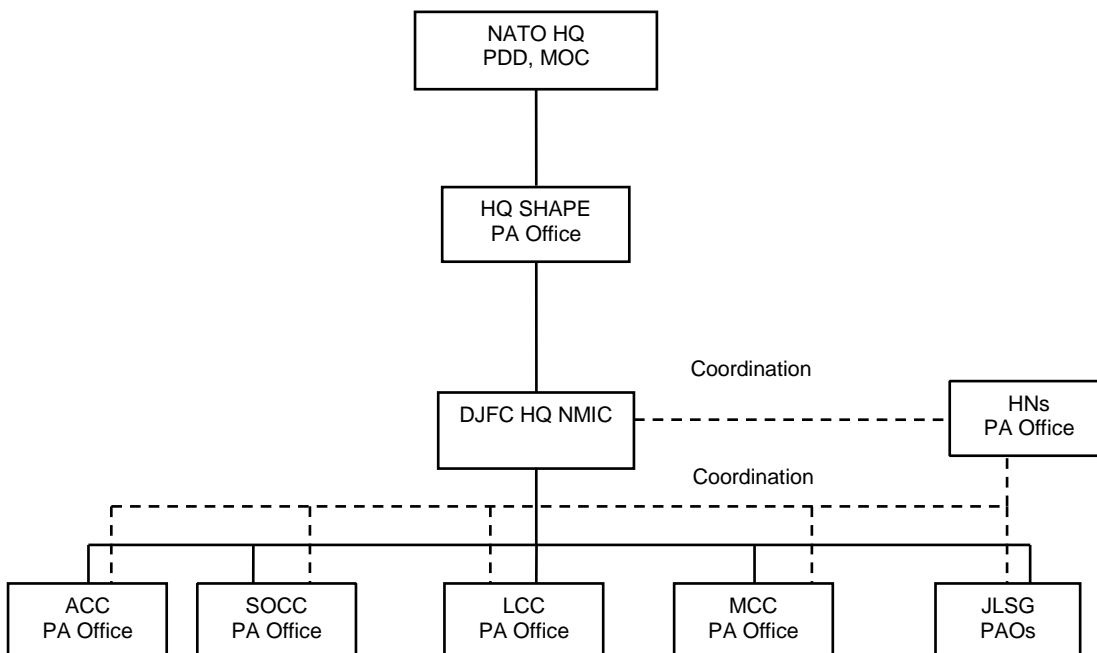 NATO HQ
PDD, MOC
HQ SHAPE
PA Office
Coordination
DJFC HQ NMIC
HNs
PA Office
Coordination
ACC
PA Office
SOCC
PA Office
LCC
PA Office
MCC
PA Office
JLSG
PAOs